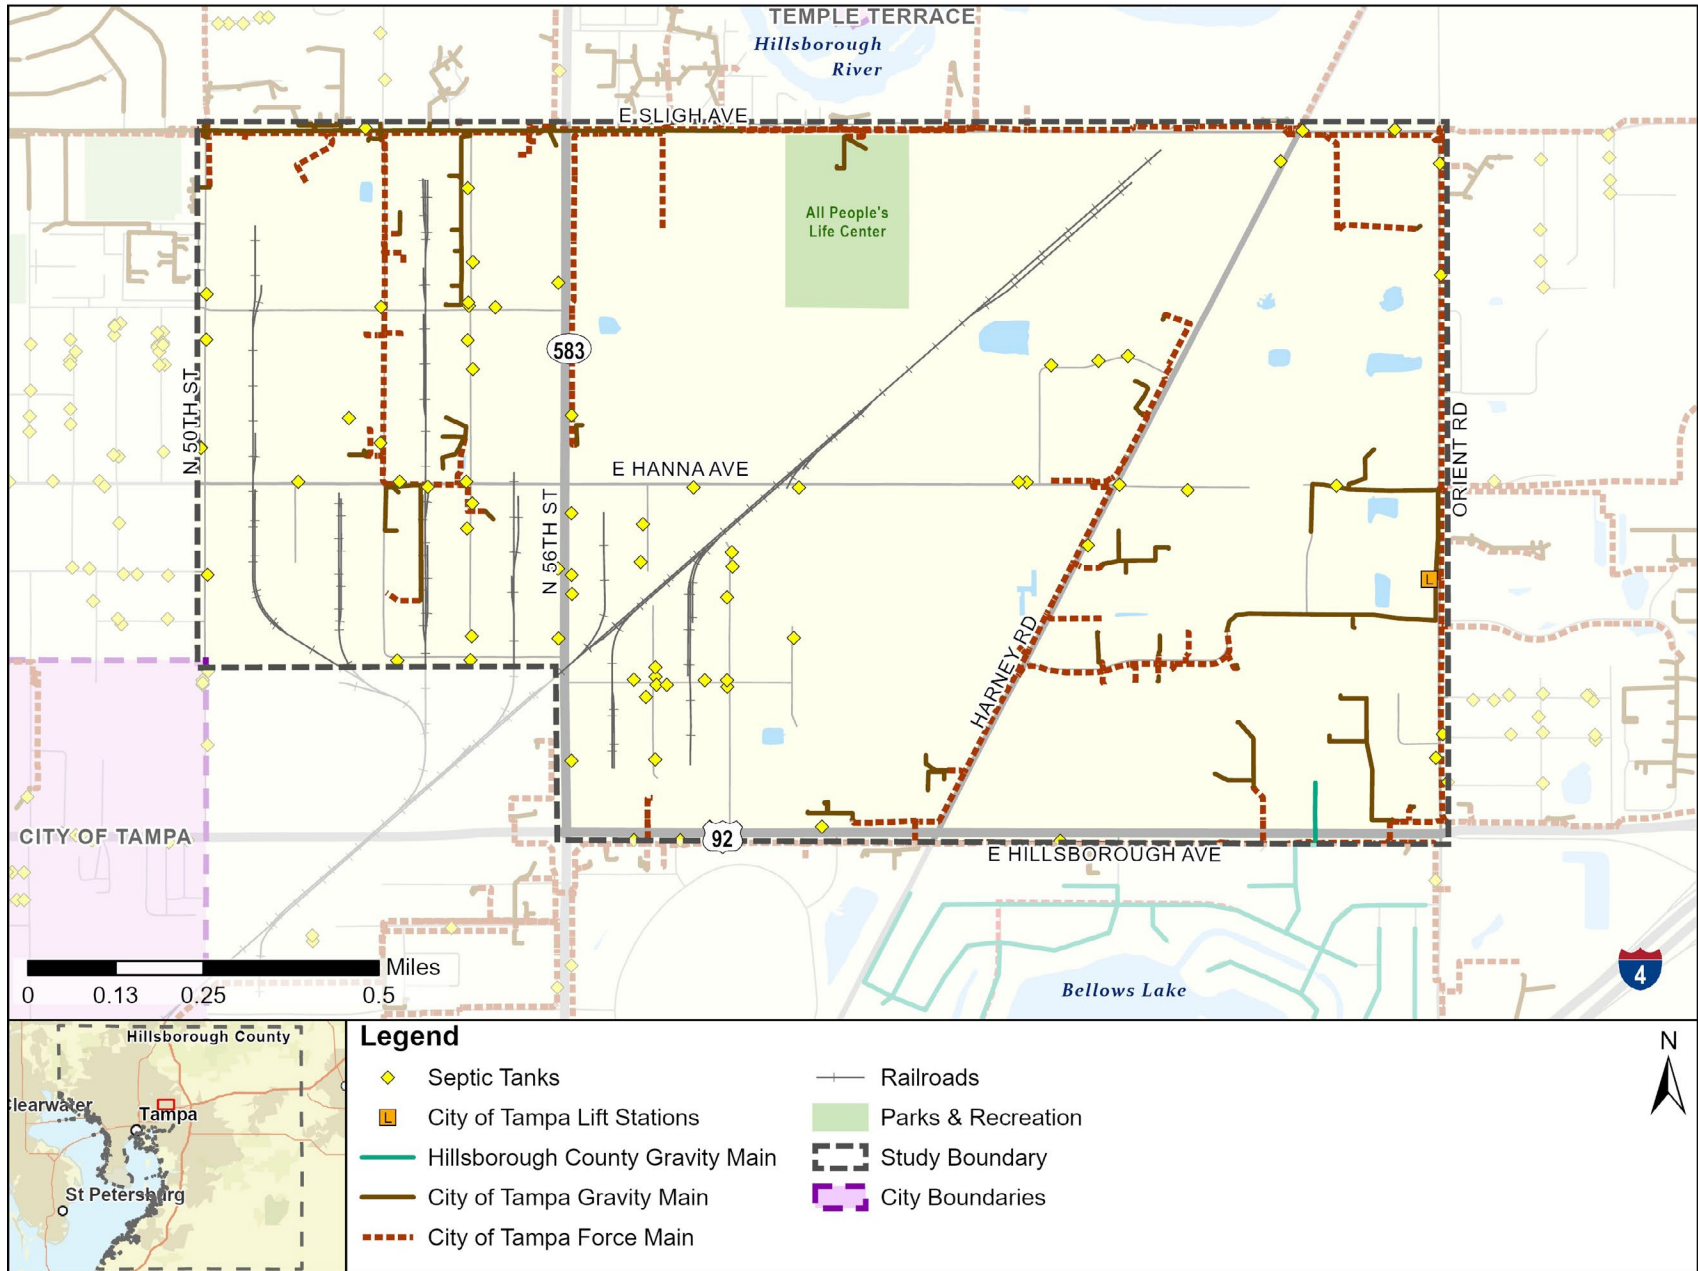 TEMPLE TERRACE
Hillsborough
River
E SLIGH AVE
All People's
Life Center
583
N 50TH ST
E HANNA AVE
ORIENT RD
N 56TH ST
L
HARNEY RD
CITY OF TAMPA
92
E HILLSBOROUGH AVE
Miles
0 0.13 0.25 0.5
Bellows Lake
4
Hillsborough County
Clearwater
Tampa
St Petersburg
Legend
Septic Tanks
L City of Tampa Lift Stations
Hillsborough County Gravity Main
City of Tampa Gravity Main
City of Tampa Force Main
Railroads
Parks & Recreation
Study Boundary
City Boundaries
N